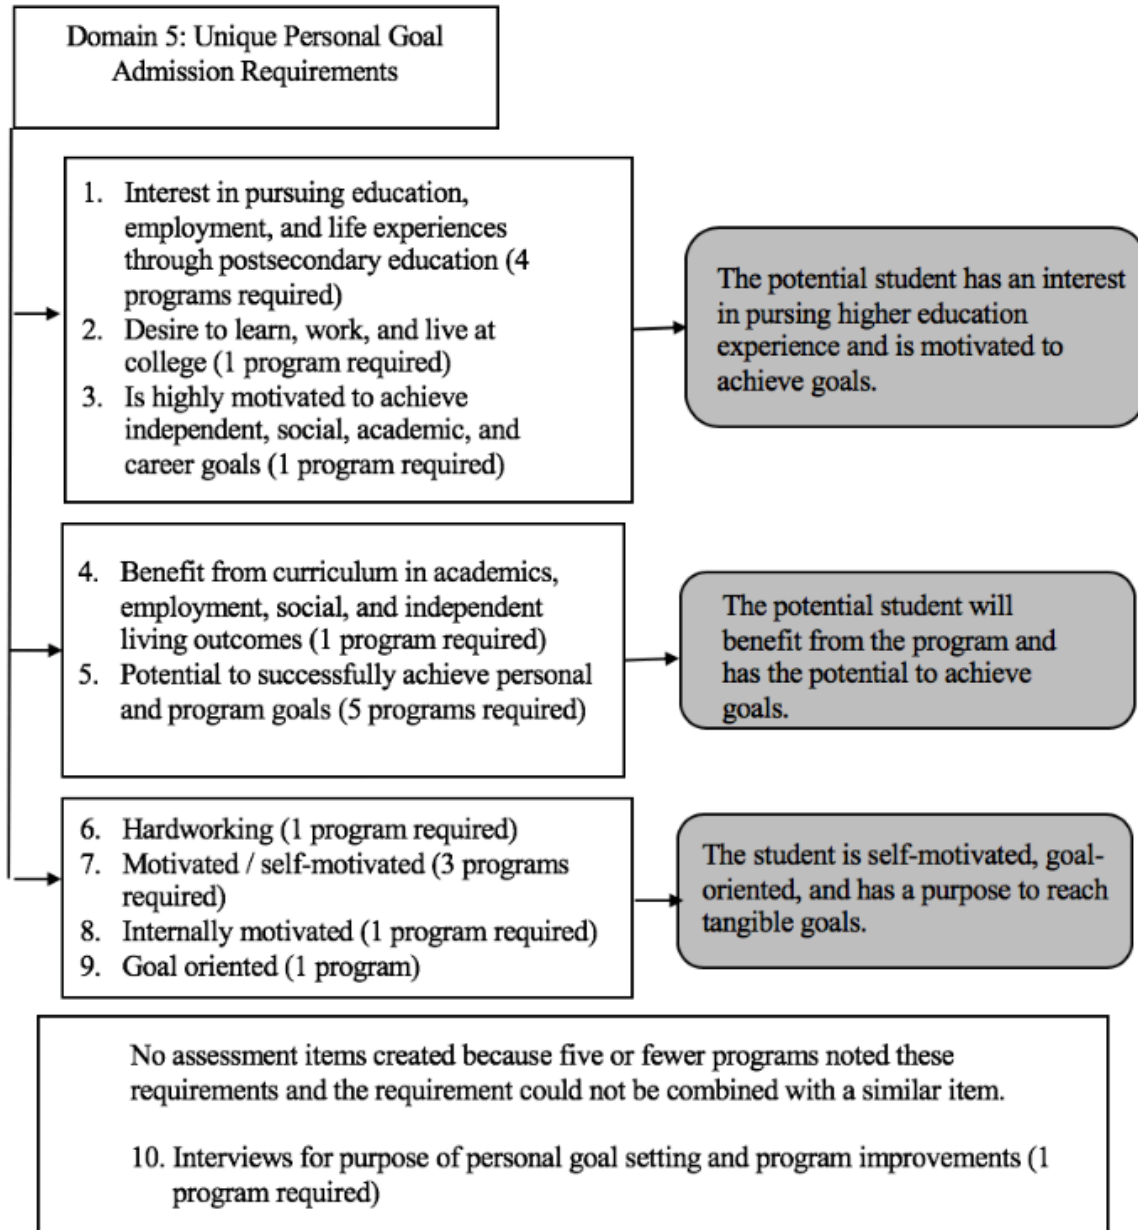 Domain 5: Unique Personal Goal
Admission Requirements
1. Interest in pursuing education,
employment, and life experiences
through postsecondary education (4
programs required)
2. Desire to learn, work, and live at
college (1 program required)
3. Is highly motivated to achieve
independent, social, academic, and
career goals (1 program required)
The potential student has an interest
in pursing higher education
experience and is motivated to
achieve goals.
4. Benefit from curriculum in academics,
employment, social, and independent
living outcomes (1 program required)
5. Potential to successfully achieve personal
and program goals (5 programs required)
The potential student will
benefit from the program and
has the potential to achieve
goals.
6. Hardworking (1 program required)
7. Motivated / self-motivated (3 programs
required)
8. Internally motivated (1 program required)
9. Goal oriented (1 program)
The student is self-motivated, goal-
oriented, and has a purpose to reach
tangible goals.
No assessment items created because five or fewer programs noted these
requirements and the requirement could not be combined with a similar item.
10. Interviews for purpose of personal goal setting and program improvements (1
program required)